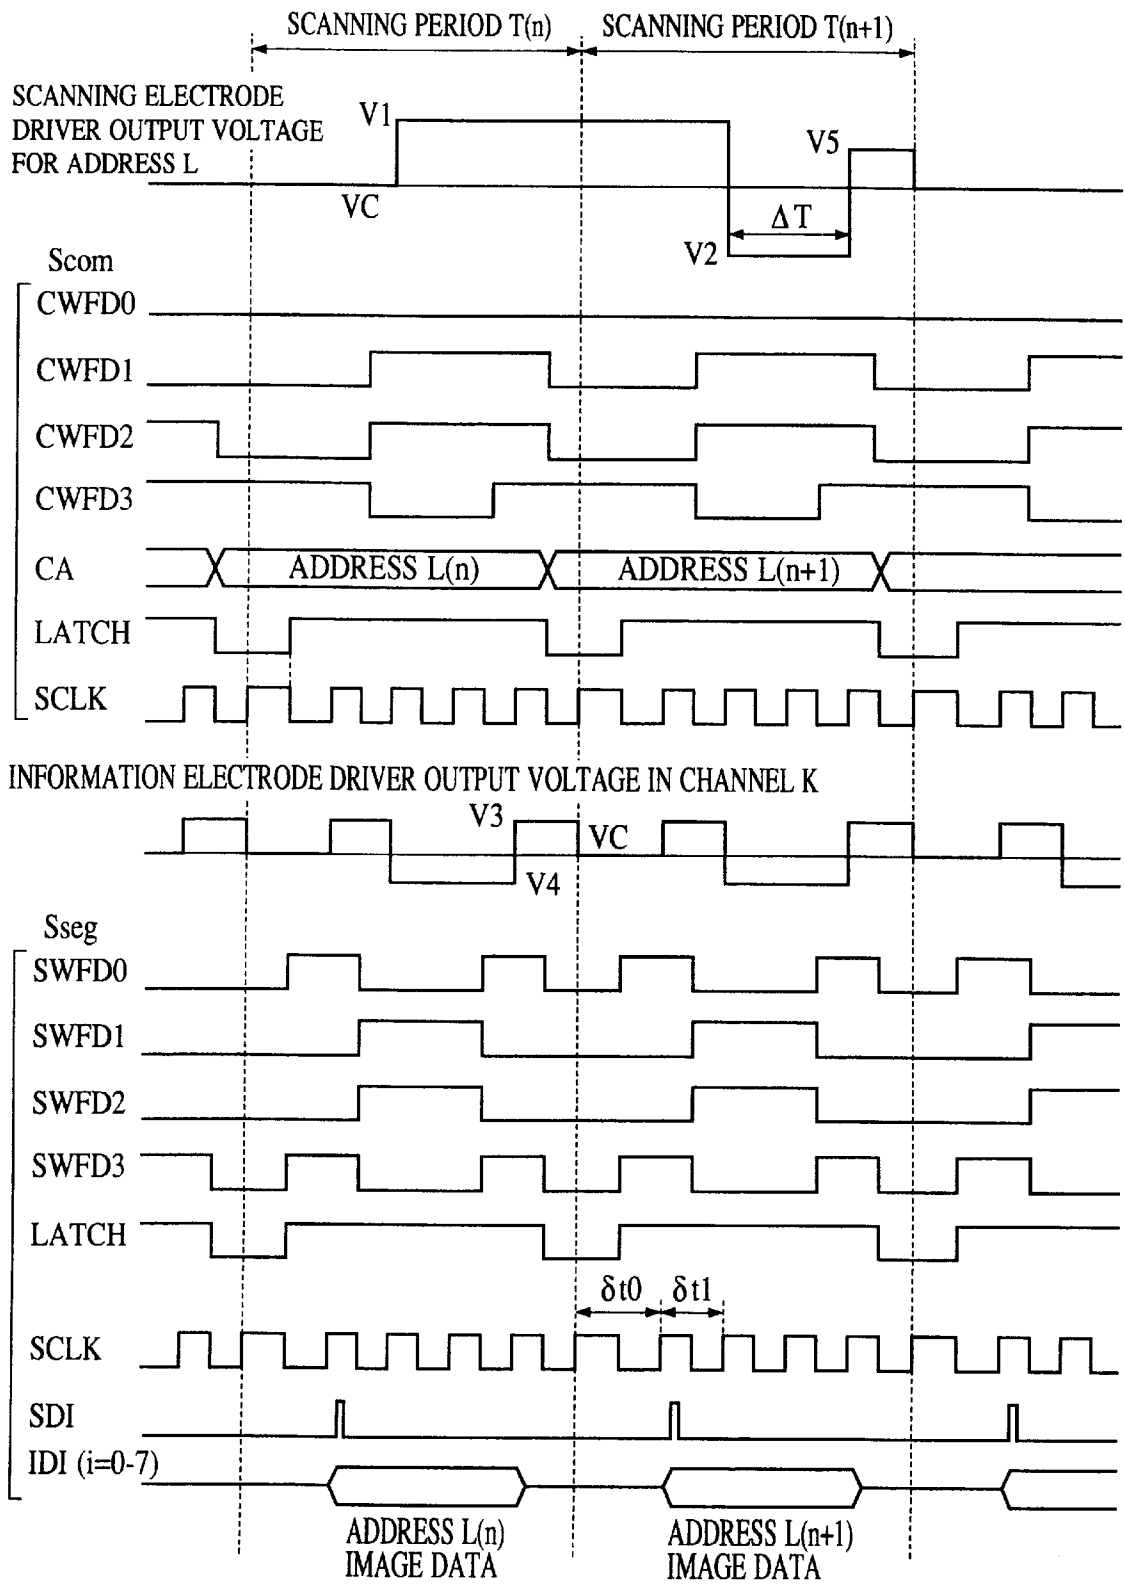 SCANNING PERIOD T(n) SCANNING PERIOD T(n+1)
SCANNING ELECTRODE
DRIVER OUTPUT VOLTAGE
FOR ADDRESS L
V1
V5
VC
ΔT
V2
Scom
CWFD0
CWFD1
CWFD2
CWFD3
CA ADDRESS L(n) ADDRESS L(n+1)
LATCH
SCLK
INFORMATION ELECTRODE DRIVER OUTPUT VOLTAGE IN CHANNEL K
V3
VC
V4
Sseg
SWFD0
SWFD1
SWFD2
SWFD3
LATCH
δt0 δt1
SCLK
SDI
IDI (i=0-7)
ADDRESS L(n)
IMAGE DATA
ADDRESS L(n+1)
IMAGE DATA